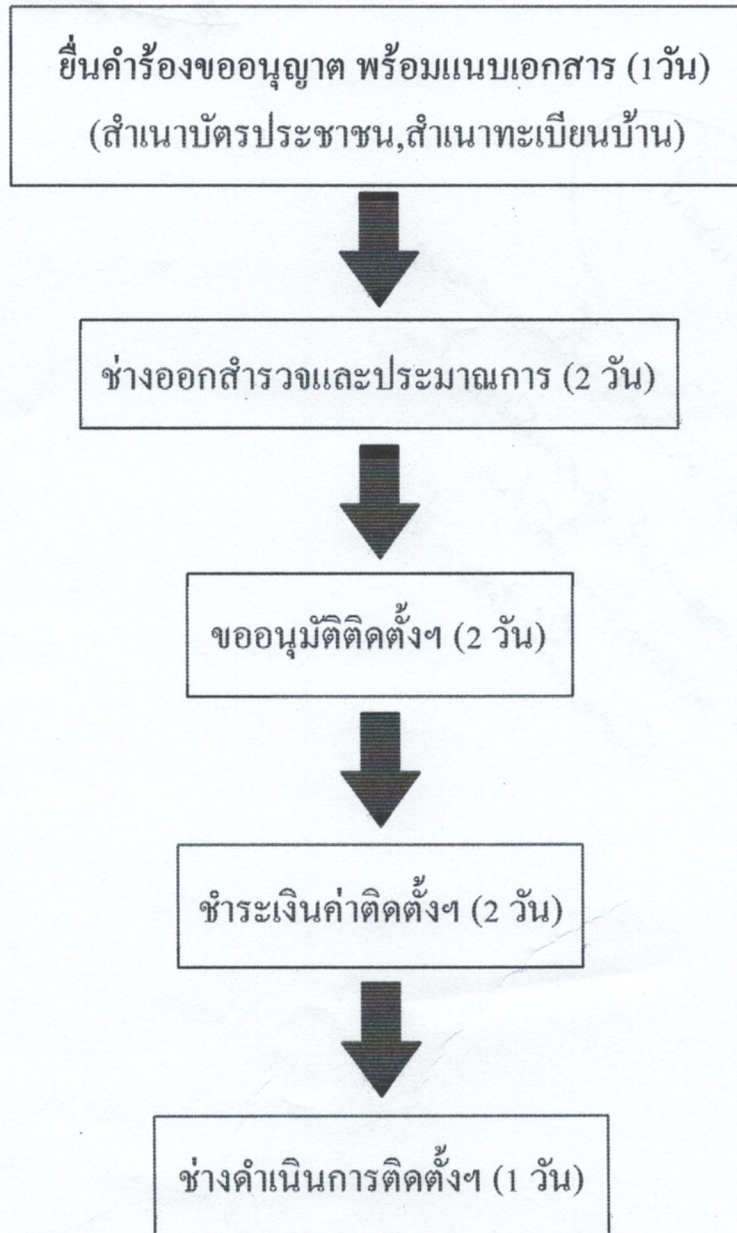 ยื่นคำร้องขออนุญาต พร้อมแนบเอกสาร (1วัน)
(สำเนาบัตรประชาชน,สำเนาทะเบียนบ้าน)
ช่างออกสำรวจและประมาณการ (2 วัน)
ขออนุมัติติดตั้งฯ (2 วัน)
ชำระเงินค่าติดตั้งฯ (2 วัน)
ช่างดำเนินการติดตั้งฯ (1 วัน)